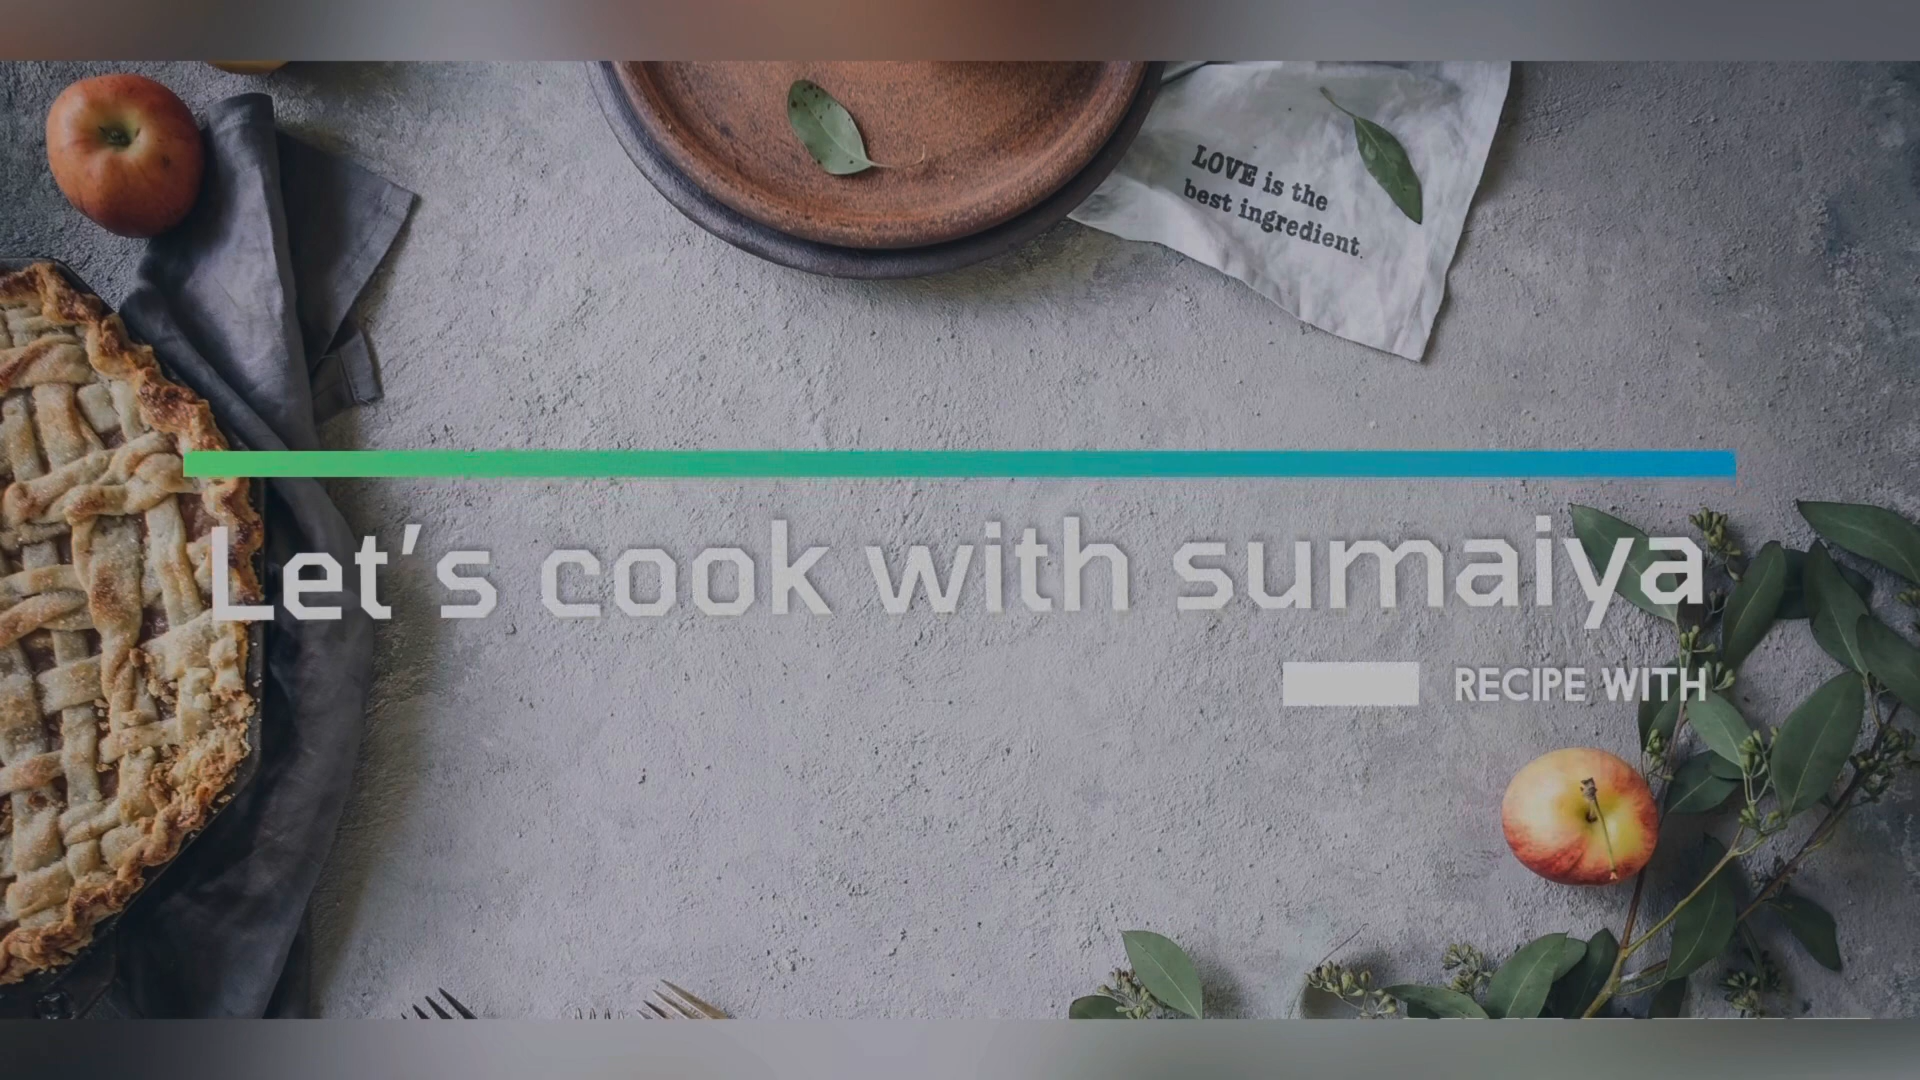 LOVE is the
best ingredient.
Let's cook with sumaiya
RECIPE WITH